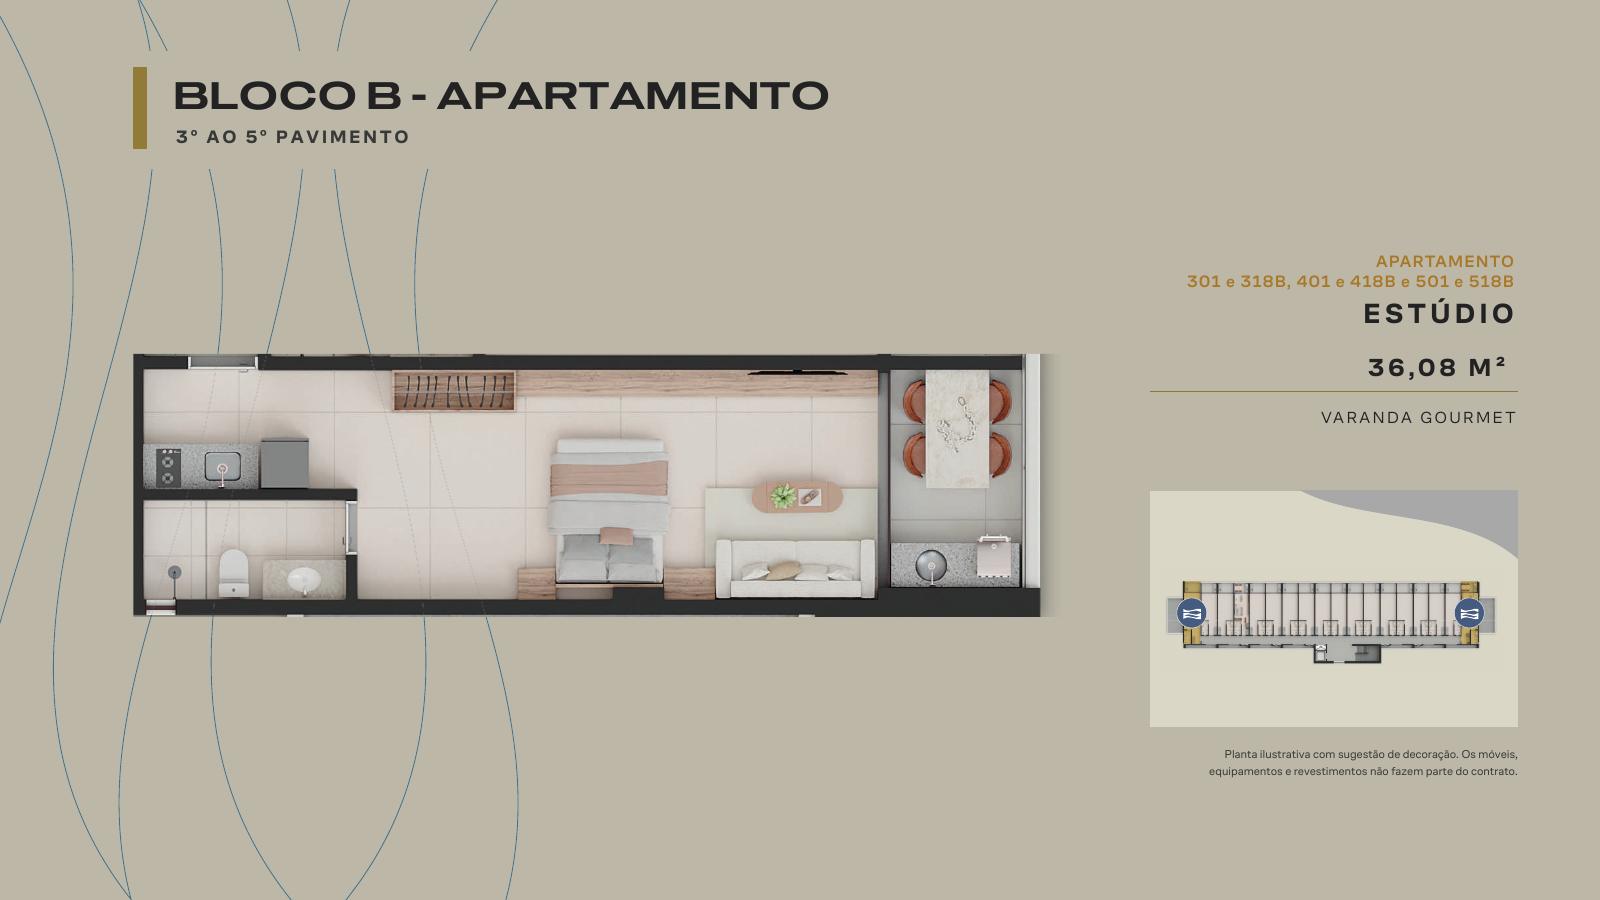 BLOCO B - APARTAMENTO
3º AO 5º PAVIMENTO
APARTAMENTO
301 e 318B, 401 e 418B e 501 e 518B
ESTÚDIO
36,08 M²
VARANDA GOURMET
Planta ilustrativa com sugestão de decoração. Os móveis,
equipamentos e revestimentos não fazem parte do contrato.